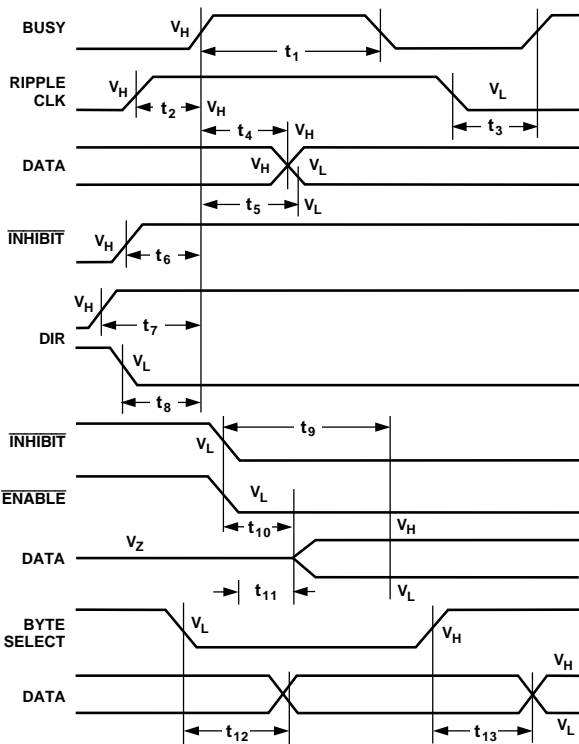 BUSY V_H t_1
RIPPLE CLK V_H t_2 V_H V_L t_3
t_4 V_H
DATA V_H V_L
t_5 V_L
INHIBIT V_H t_6
V_H t_7
DIR
V_L
t_8
INHIBIT V_L t_9
ENABLE V_L
t_10 V_H
DATA V_Z
t_11 V_L
BYTE SELECT V_L V_H
V_H
DATA
t_12 t_13 V_L